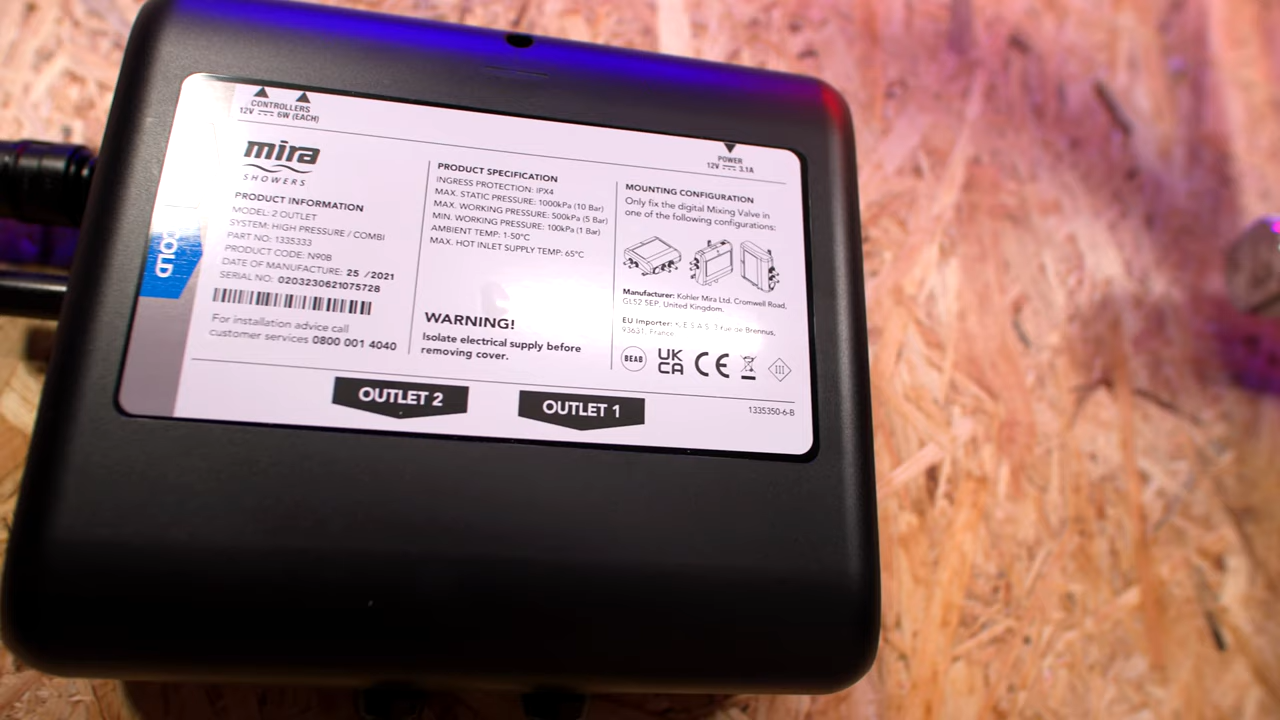 CONTROLLERS
12V ⎓ 6W (EACH)
POWER
12V ⎓ 3.1A
COLD
mira
SHOWERS
PRODUCT INFORMATION
MODEL: 2 OUTLET
SYSTEM: HIGH PRESSURE / COMBI
PART NO: 1335333
PRODUCT CODE: N90B
DATE OF MANUFACTURE: 25 /2021
SERIAL NO: 0203230621075728
For installation advice call
customer services 0800 001 4040
PRODUCT SPECIFICATION
INGRESS PROTECTION: IPX4
MAX. STATIC PRESSURE: 1000kPa (10 Bar)
MAX. WORKING PRESSURE: 500kPa (5 Bar)
MIN. WORKING PRESSURE: 100kPa (1 Bar)
AMBIENT TEMP: 1-50°C
MAX. HOT INLET SUPPLY TEMP: 65°C
WARNING!
Isolate electrical supply before
removing cover.
MOUNTING CONFIGURATION
Only fix the digital Mixing Valve in
one of the following configurations:
Manufacturer: Kohler Mira Ltd, Cromwell Road,
GL52 5EP, United Kingdom.
EU Importer: K.E.S.A.S. Brennus,
93631, France
BEAB
UK
CA
CE
III
OUTLET 2
OUTLET 1
1335350-6-B